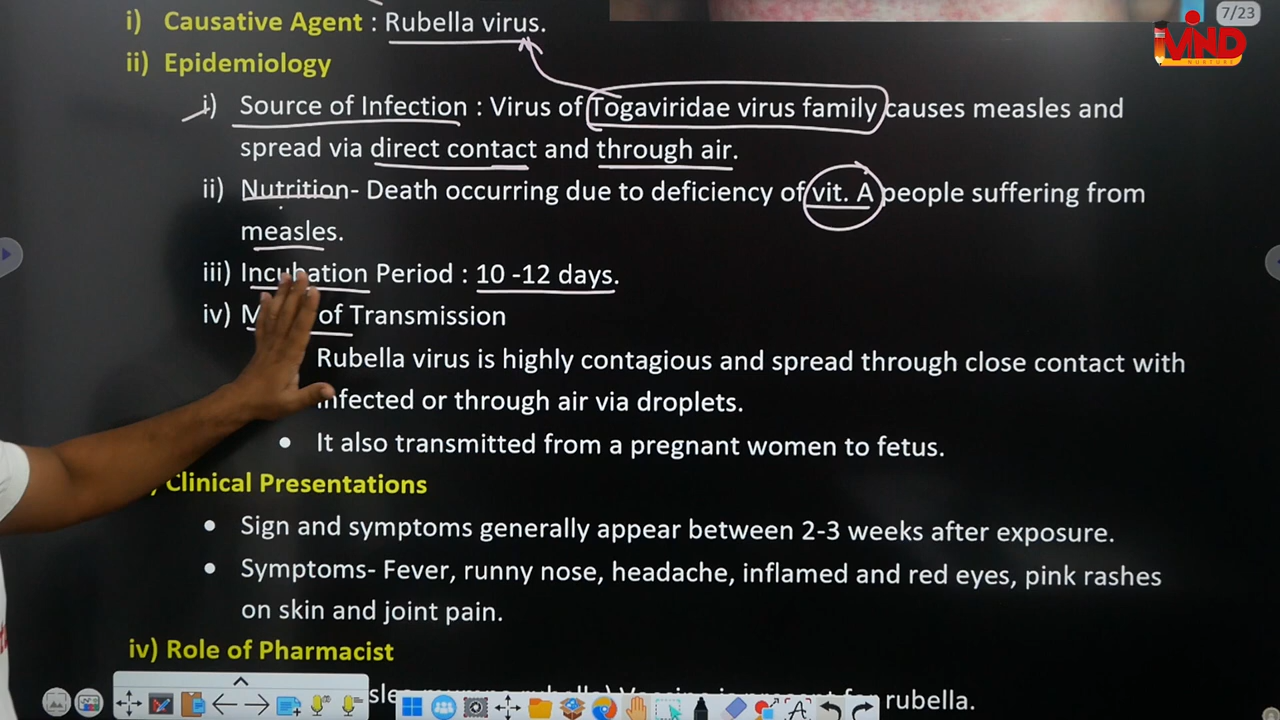 7/23
MIND
NURTURE
i) Causative Agent : Rubella virus.
ii) Epidemiology
i) Source of Infection : Virus of Togaviridae virus family causes measles and
spread via direct contact and through air.
ii) Nutrition- Death occurring due to deficiency of vit. A people suffering from
measles.
iii) Incubation Period : 10 -12 days.
iv) of Transmission
Rubella virus is highly contagious and spread through close contact with
infected or through air via droplets.
• It also transmitted from a pregnant women to fetus.
Clinical Presentations
• Sign and symptoms generally appear between 2-3 weeks after exposure.
• Symptoms- Fever, runny nose, headache, inflamed and red eyes, pink rashes
on skin and joint pain.
iv) Role of Pharmacist
rubella.